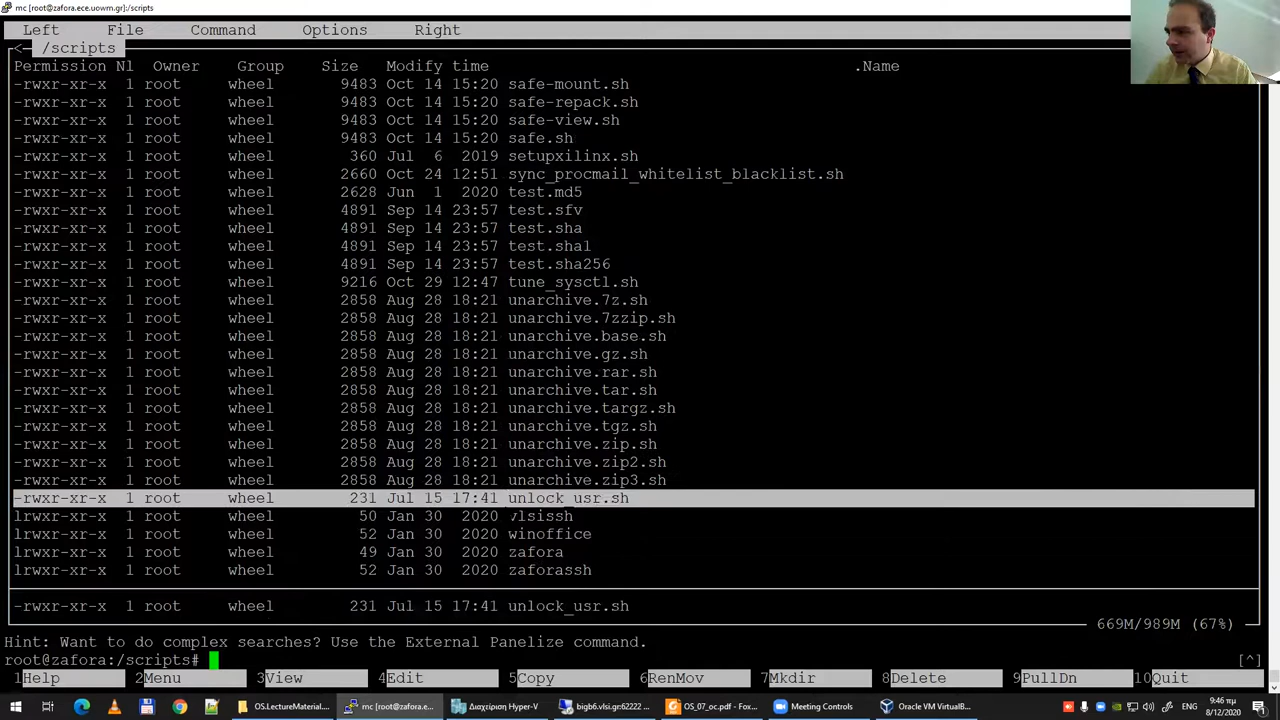 mc [root@zafora.ece.uowm.gr]:/scripts
Left File Command Options Right
< /scripts
Permission Nl Owner Group Size Modify time .Name
-rwxr-xr-x 1 root wheel 9483 Oct 14 15:20 safe-mount.sh
-rwxr-xr-x 1 root wheel 9483 Oct 14 15:20 safe-repack.sh
-rwxr-xr-x 1 root wheel 9483 Oct 14 15:20 safe-view.sh
-rwxr-xr-x 1 root wheel 9483 Oct 14 15:20 safe.sh
-rwxr-xr-x 1 root wheel 360 Jul 6 2019 setupxilinx.sh
-rwxr-xr-x 1 root wheel 2660 Oct 24 12:51 sync_procmail_whitelist_blacklist.sh
-rwxr-xr-x 1 root wheel 2628 Jun 1 2020 test.md5
-rwxr-xr-x 1 root wheel 4891 Sep 14 23:57 test.sfv
-rwxr-xr-x 1 root wheel 4891 Sep 14 23:57 test.sha
-rwxr-xr-x 1 root wheel 4891 Sep 14 23:57 test.sha1
-rwxr-xr-x 1 root wheel 4891 Sep 14 23:57 test.sha256
-rwxr-xr-x 1 root wheel 9216 Oct 29 12:47 tune_sysctl.sh
-rwxr-xr-x 1 root wheel 2858 Aug 28 18:21 unarchive.7z.sh
-rwxr-xr-x 1 root wheel 2858 Aug 28 18:21 unarchive.7zzip.sh
-rwxr-xr-x 1 root wheel 2858 Aug 28 18:21 unarchive.base.sh
-rwxr-xr-x 1 root wheel 2858 Aug 28 18:21 unarchive.gz.sh
-rwxr-xr-x 1 root wheel 2858 Aug 28 18:21 unarchive.rar.sh
-rwxr-xr-x 1 root wheel 2858 Aug 28 18:21 unarchive.tar.sh
-rwxr-xr-x 1 root wheel 2858 Aug 28 18:21 unarchive.targz.sh
-rwxr-xr-x 1 root wheel 2858 Aug 28 18:21 unarchive.tgz.sh
-rwxr-xr-x 1 root wheel 2858 Aug 28 18:21 unarchive.zip.sh
-rwxr-xr-x 1 root wheel 2858 Aug 28 18:21 unarchive.zip2.sh
-rwxr-xr-x 1 root wheel 2858 Aug 28 18:21 unarchive.zip3.sh
-rwxr-xr-x 1 root wheel 231 Jul 15 17:41 unlock_usr.sh
lrwxr-xr-x 1 root wheel 50 Jan 30 2020 vlsissh
lrwxr-xr-x 1 root wheel 52 Jan 30 2020 winoffice
lrwxr-xr-x 1 root wheel 49 Jan 30 2020 zafora
lrwxr-xr-x 1 root wheel 52 Jan 30 2020 zaforassh
-rwxr-xr-x 1 root wheel 231 Jul 15 17:41 unlock_usr.sh
669M/989M (67%)
Hint: Want to do complex searches? Use the External Panelize command.
root@zafora:/scripts# [^]
1Help 2Menu 3View 4Edit 5Copy 6RenMov 7Mkdir 8Delete 9PullDn 10Quit
OS.LectureMaterial... mc [root@zafora.ece... Διαχείριση Hyper-V bigb6.vlsi.gr:62222 ... OS_07_oc.pdf - Foxit... Meeting Controls Oracle VM VirtualB... 9:46 πμ
8/12/2020